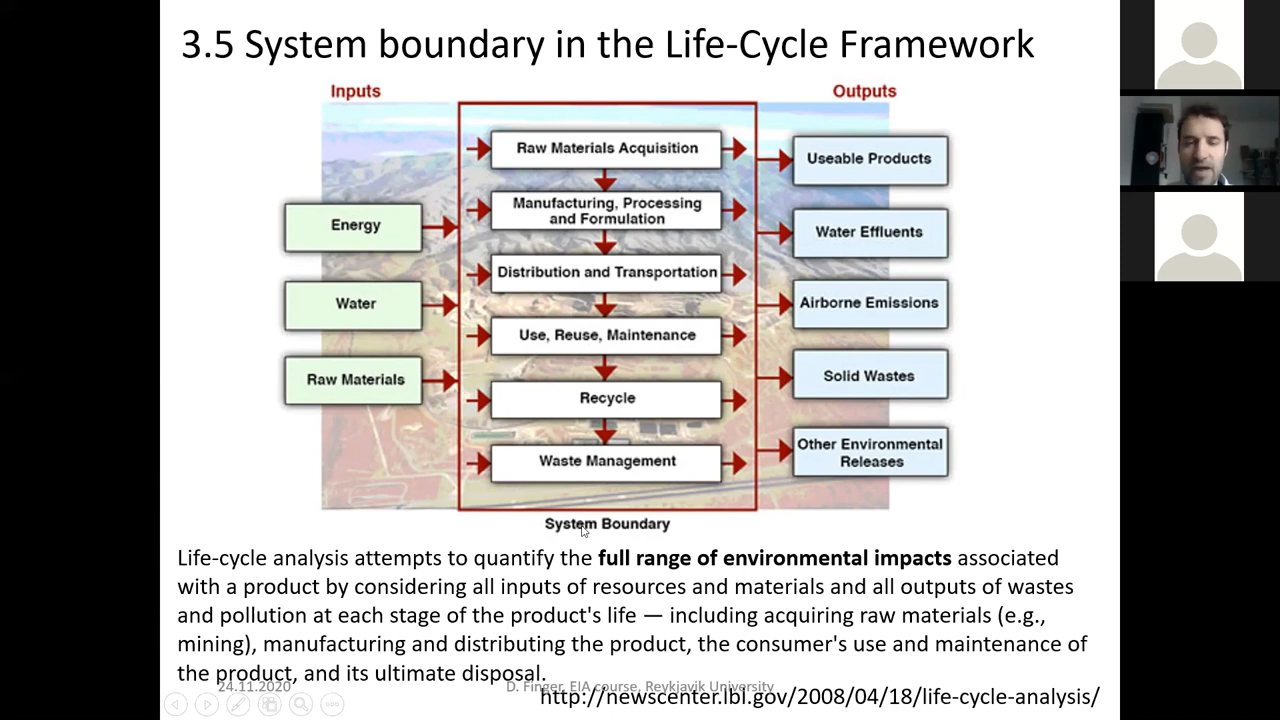 3.5 System boundary in the Life-Cycle Framework
Inputs
Outputs
Energy
Water
Raw Materials
Raw Materials Acquisition
Manufacturing, Processing
and Formulation
Distribution and Transportation
Use, Reuse, Maintenance
Recycle
Waste Management
System Boundary
Useable Products
Water Effluents
Airborne Emissions
Solid Wastes
Other Environmental
Releases
Life-cycle analysis attempts to quantify the full range of environmental impacts associated
with a product by considering all inputs of resources and materials and all outputs of wastes
and pollution at each stage of the product's life — including acquiring raw materials (e.g.,
mining), manufacturing and distributing the product, the consumer's use and maintenance of
the product, and its ultimate disposal.
24.11.2020
D. Finger, EIA course, Reykjavik University
http://newscenter.lbl.gov/2008/04/18/life-cycle-analysis/